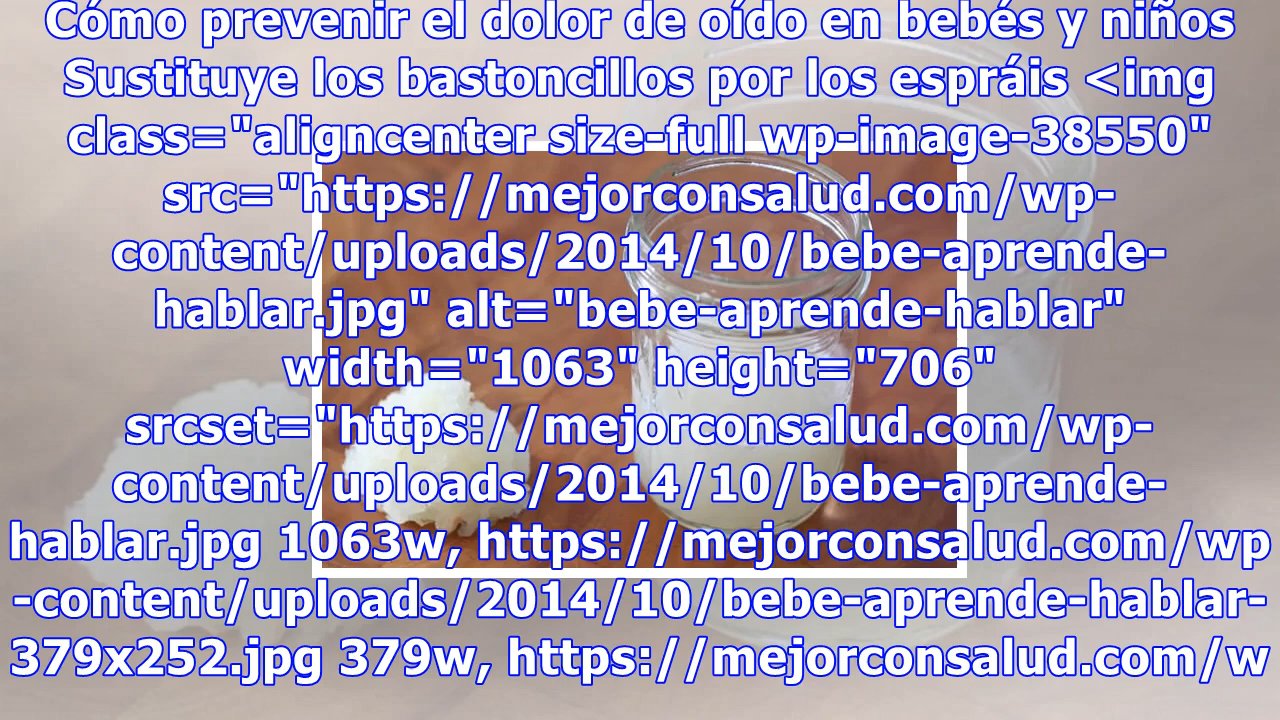 Cómo prevenir el dolor de oído en bebés y niños
Sustituye los bastoncillos por los espráis <img
class="aligncenter size-full wp-image-38550"
src="https://mejorconsalud.com/wp-
content/uploads/2014/10/bebe-aprende-
hablar.jpg" alt="bebe-aprende-hablar"
width="1063" height="706"
srcset="https://mejorconsalud.com/wp-
content/uploads/2014/10/bebe-aprende-
hablar.jpg 1063w, https://mejorconsalud.com/wp
-content/uploads/2014/10/bebe-aprende-hablar-
379x252.jpg 379w, https://mejorconsalud.com/w